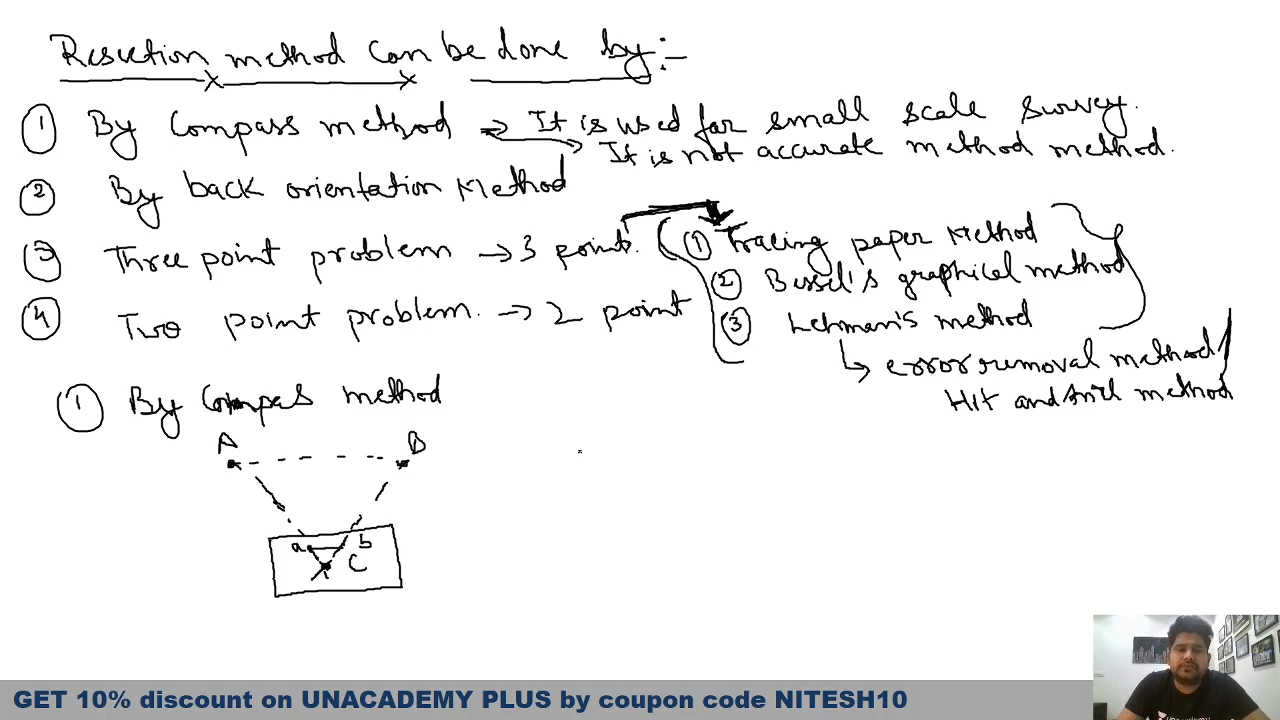 Resection method can be done by:-
① By Compass method → It is used for small scale survey.
→ It is not accurate method method.
② By back orientation Method
③ Three point problem → 3 point. ① Tracing paper Method
② Bessel's graphical method
③ Lehman's method
④ Two point problem. → 2 point
↳ error removal method/
Hit and trial method
① By Compas method
A B
a b
C
GET 10% discount on UNACADEMY PLUS by coupon code NITESH10